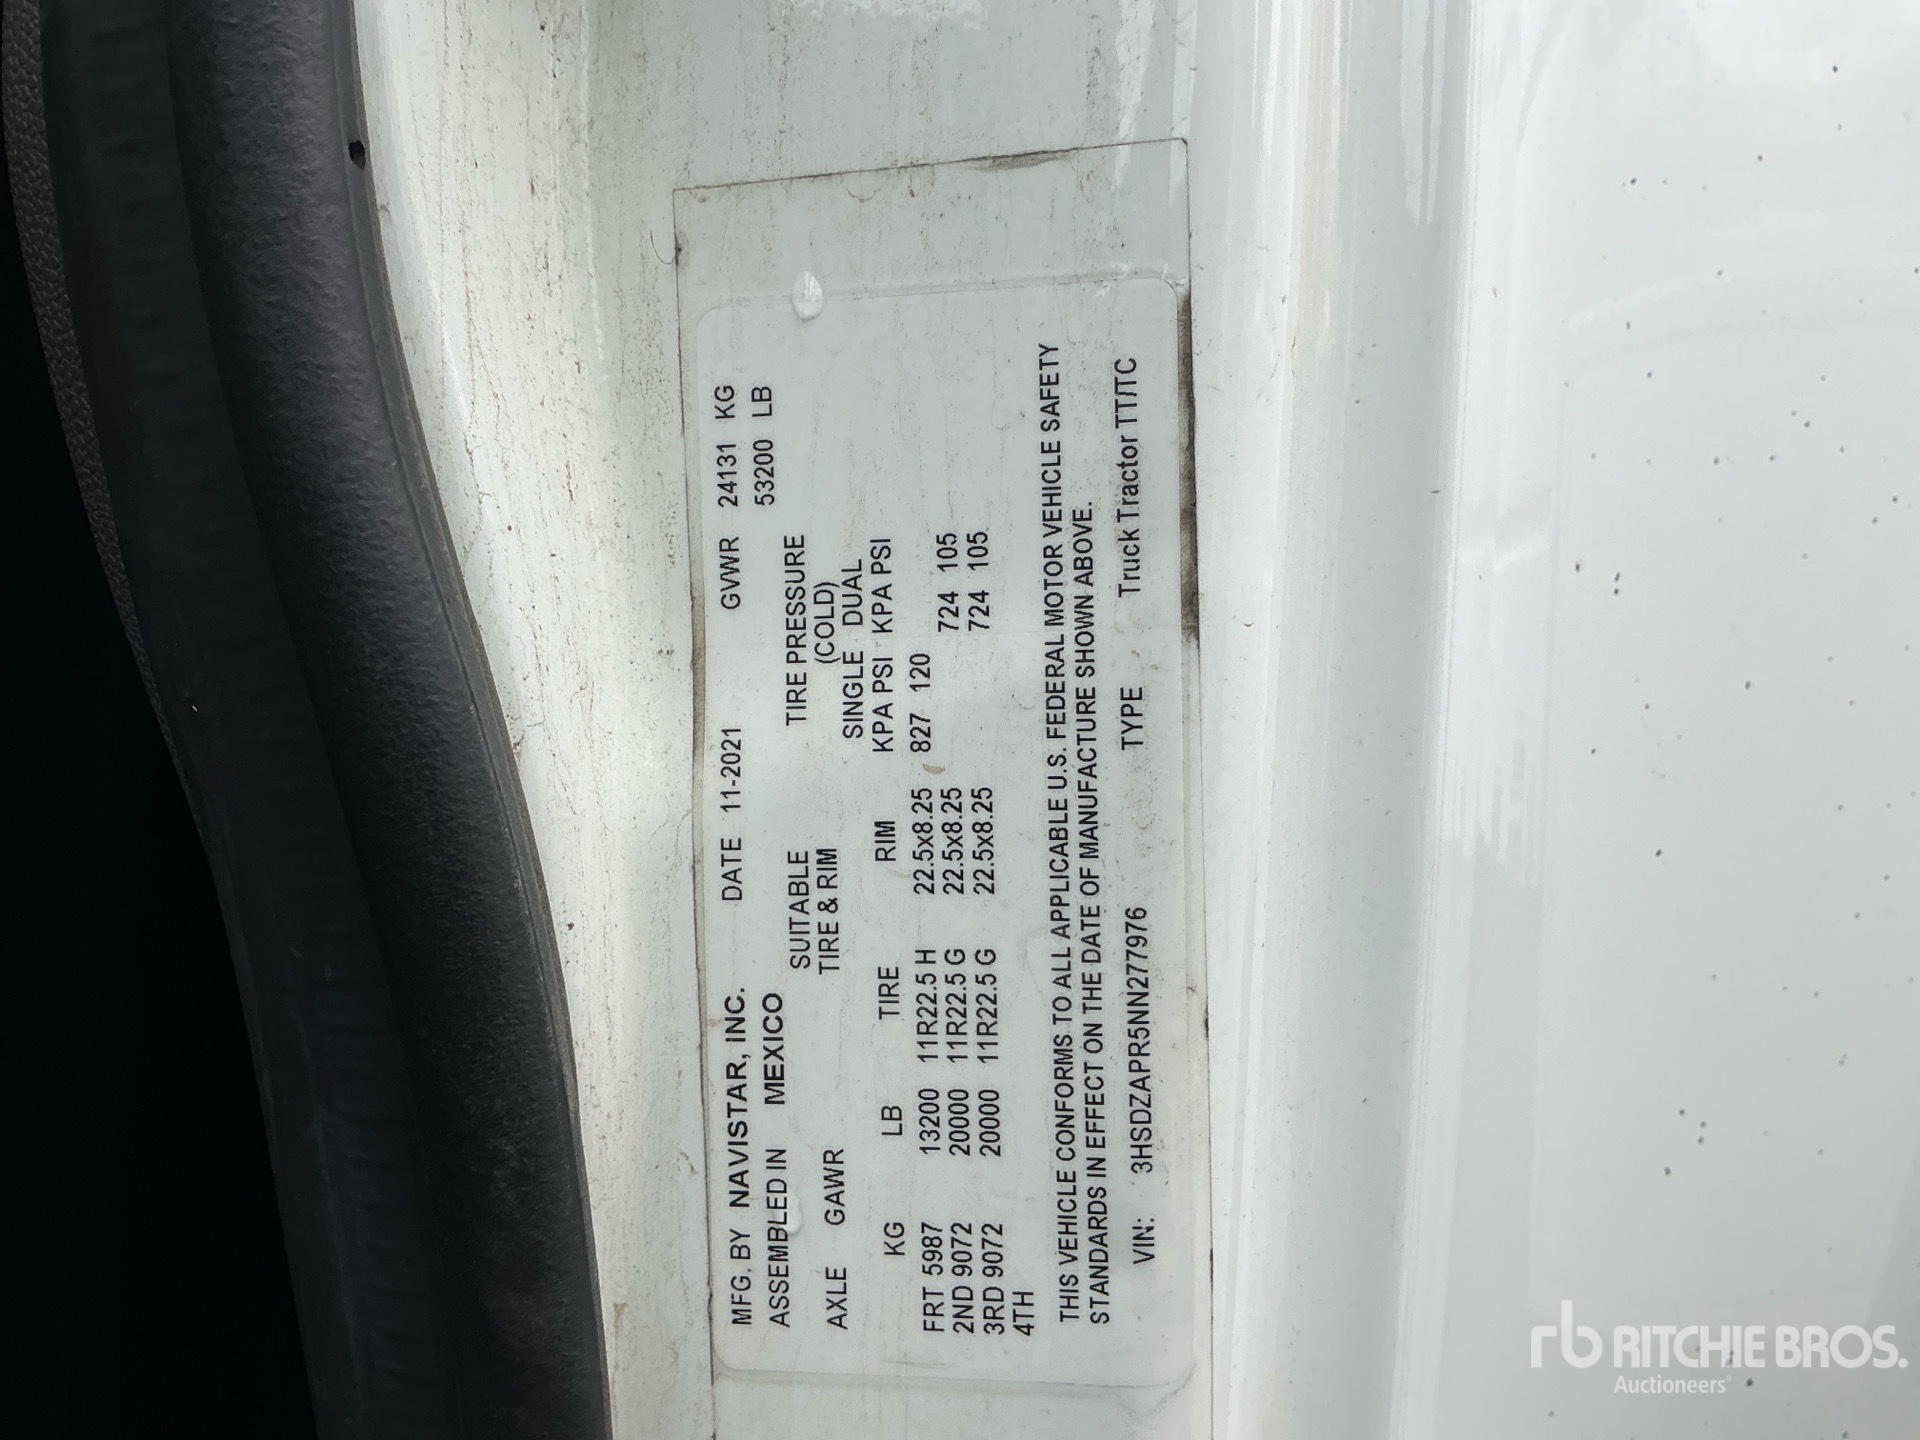 MFG. BY NAVISTAR, INC. DATE 11-2021 GVWR 24131 KG
ASSEMBLED IN MEXICO 53200 LB
SUITABLE TIRE PRESSURE
AXLE GAWR TIRE & RIM (COLD)
SINGLE DUAL
KG LB TIRE RIM KPA PSI KPA PSI
FRT 5987 13200 11R22.5 H 22.5x8.25 827 120
2ND 9072 20000 11R22.5 G 22.5x8.25 724 105
3RD 9072 20000 11R22.5 G 22.5x8.25 724 105
4TH
THIS VEHICLE CONFORMS TO ALL APPLICABLE U.S. FEDERAL MOTOR VEHICLE SAFETY
STANDARDS IN EFFECT ON THE DATE OF MANUFACTURE SHOWN ABOVE.
VIN: 3HSDZAPR5NN277976 TYPE Truck Tractor TT/TC
rb RITCHIE BROS.
Auctioneers